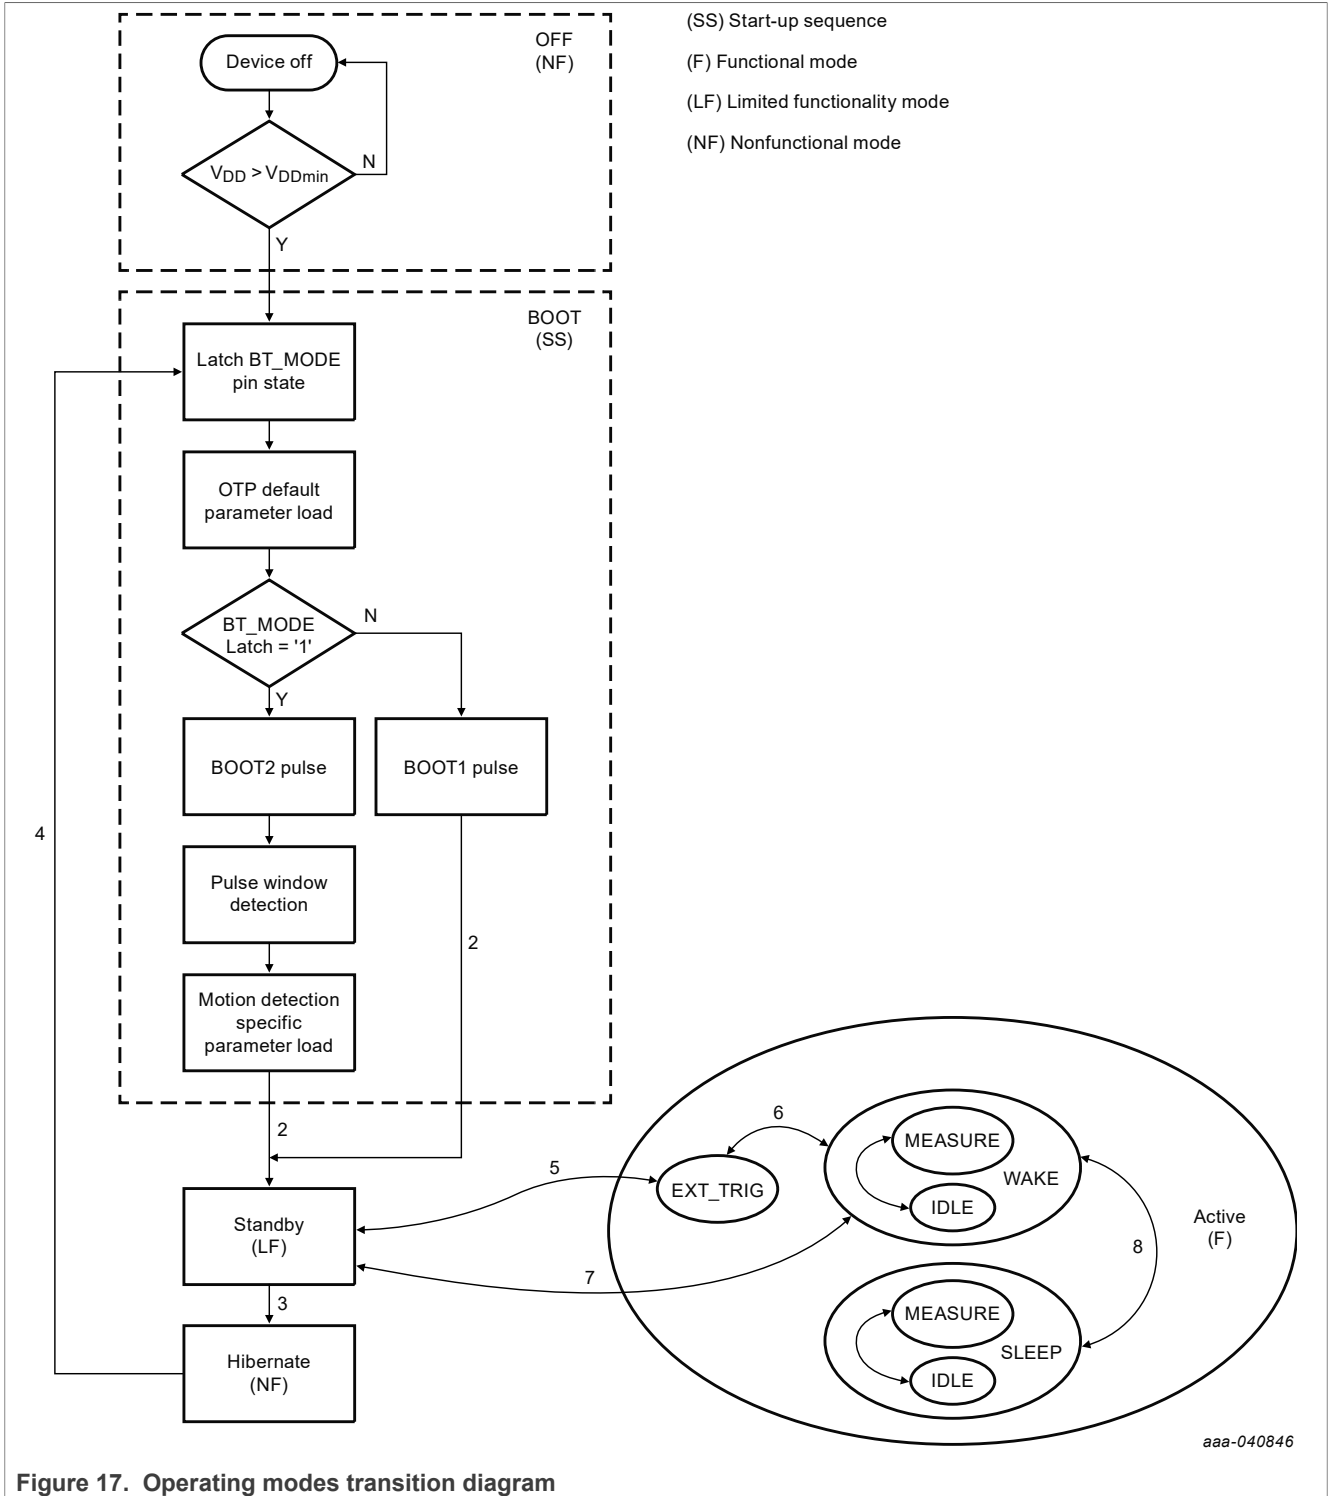 (SS) Start-up sequence
(F) Functional mode
(LF) Limited functionality mode
(NF) Nonfunctional mode
OFF
(NF)
Device off
N
VDD > VDDmin
Y
BOOT
(SS)
Latch BT_MODE
pin state
OTP default
parameter load
N
BT_MODE
Latch = '1'
Y
BOOT2 pulse
BOOT1 pulse
4
Pulse window
detection
2
Motion detection
specific
parameter load
2
5
6
EXT_TRIG
MEASURE
WAKE
IDLE
Active
(F)
Standby
(LF)
7
8
3
MEASURE
SLEEP
IDLE
Hibernate
(NF)
aaa-040846
Figure 17. Operating modes transition diagram